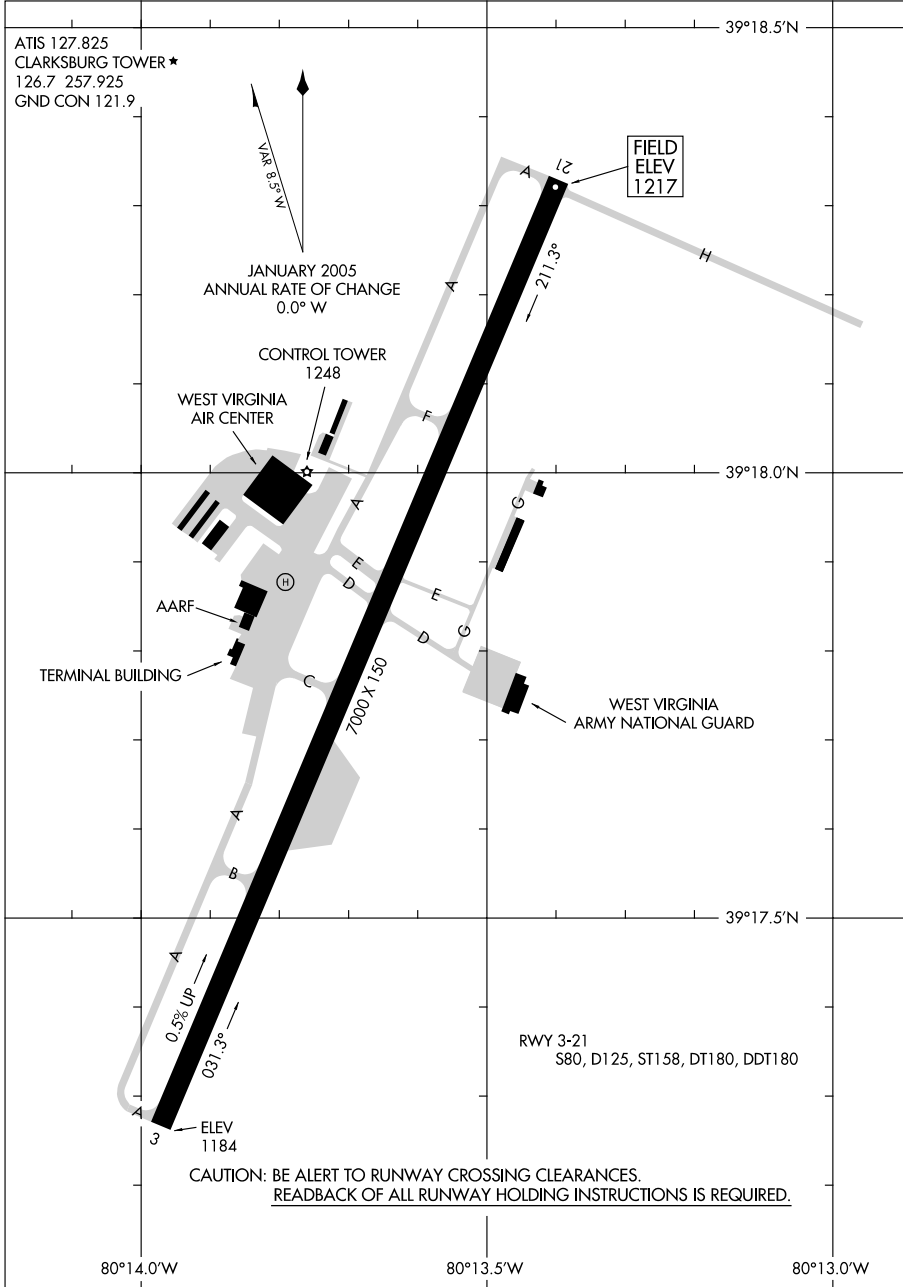 39°18.5'N
ATIS 127.825
CLARKSBURG TOWER ★
126.7 257.925
GND CON 121.9
VAR 8.5° W
JANUARY 2005
ANNUAL RATE OF CHANGE
0.0° W
FIELD
ELEV
1217
21
A
H
A
211.3°
CONTROL TOWER
1248
WEST VIRGINIA
AIR CENTER
F
39°18.0'N
A
G
E
D
H
E
AARF
D
G
TERMINAL BUILDING
C
7000 X 150
WEST VIRGINIA
ARMY NATIONAL GUARD
A
B
39°17.5'N
A
0.5% UP
031.3°
RWY 3-21
S80, D125, ST158, DT180, DDT180
A
3
ELEV
1184
CAUTION: BE ALERT TO RUNWAY CROSSING CLEARANCES.
READBACK OF ALL RUNWAY HOLDING INSTRUCTIONS IS REQUIRED.
80°14.0'W
80°13.5'W
80°13.0'W